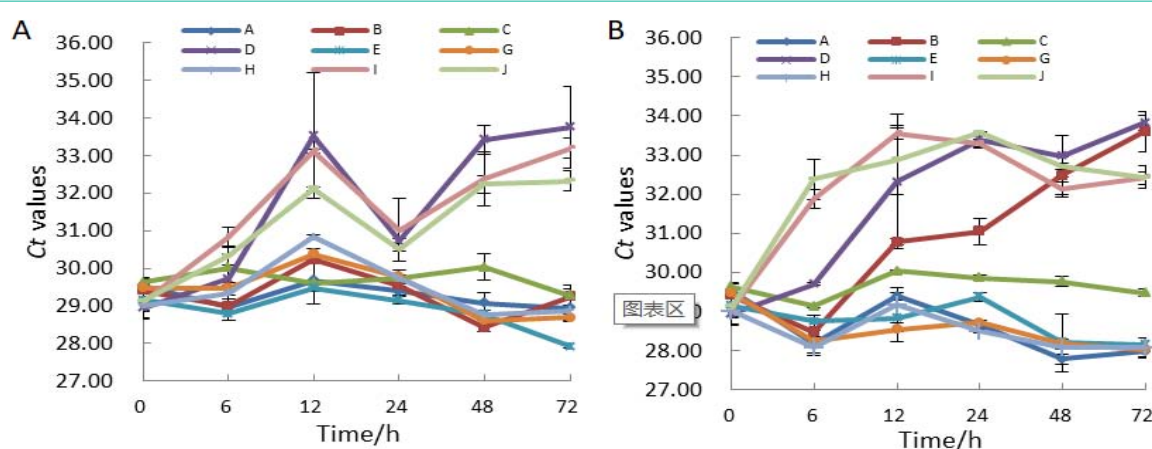 A
A B C
D E G
H I J
36.00
35.00
34.00
33.00
32.00
31.00
30.00
29.00
28.00
27.00
Ct values
0 6 12 24 48 72
Time/h
B
A B C
D E G
H I J
36.00
35.00
34.00
33.00
32.00
31.00
30.00
图表区 9.00
28.00
27.00
Ct values
0 6 12 24 48 72
Time/h